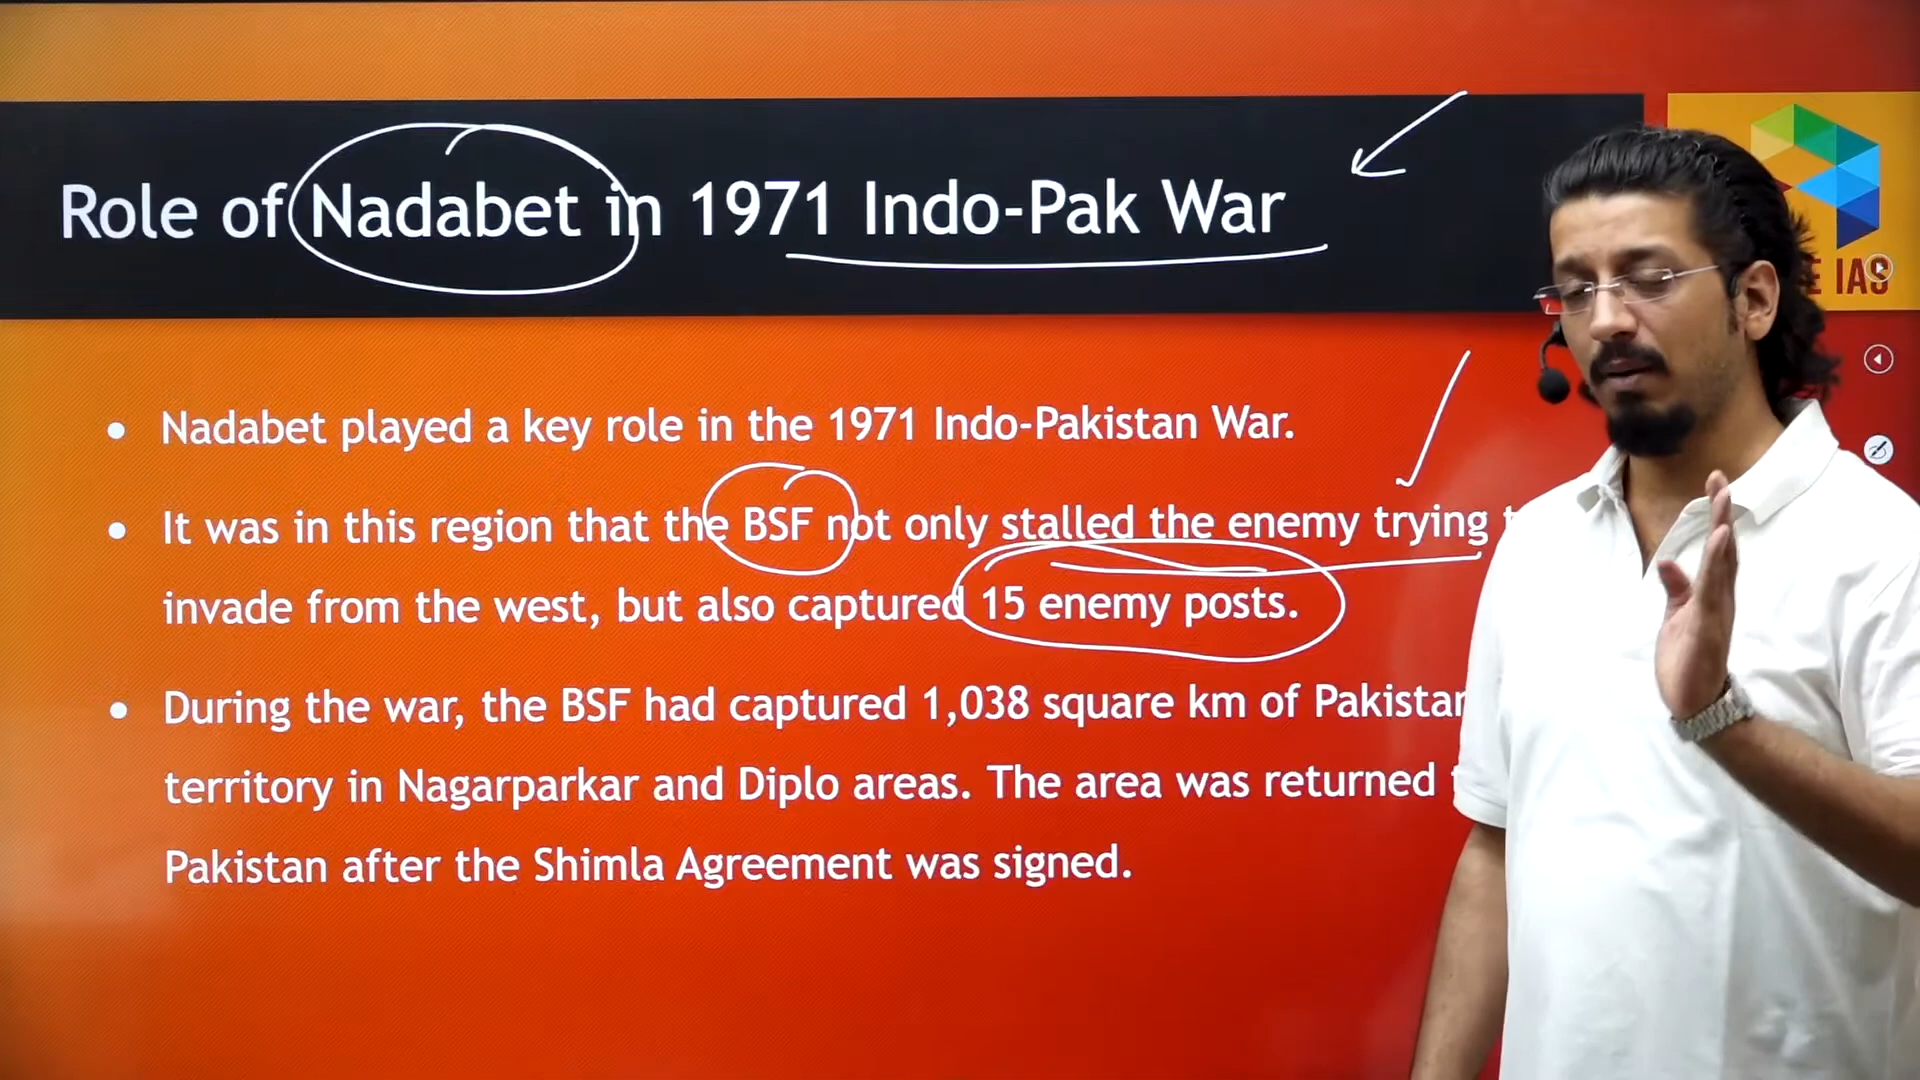 Role of Nadabet in 1971 Indo-Pak War
IAS
• Nadabet played a key role in the 1971 Indo-Pakistan War.
• It was in this region that the BSF not only stalled the enemy trying
invade from the west, but also captured 15 enemy posts.
• During the war, the BSF had captured 1,038 square km of
territory in Nagarparkar and Diplo areas. The area was returned
Pakistan after the Shimla Agreement was signed.